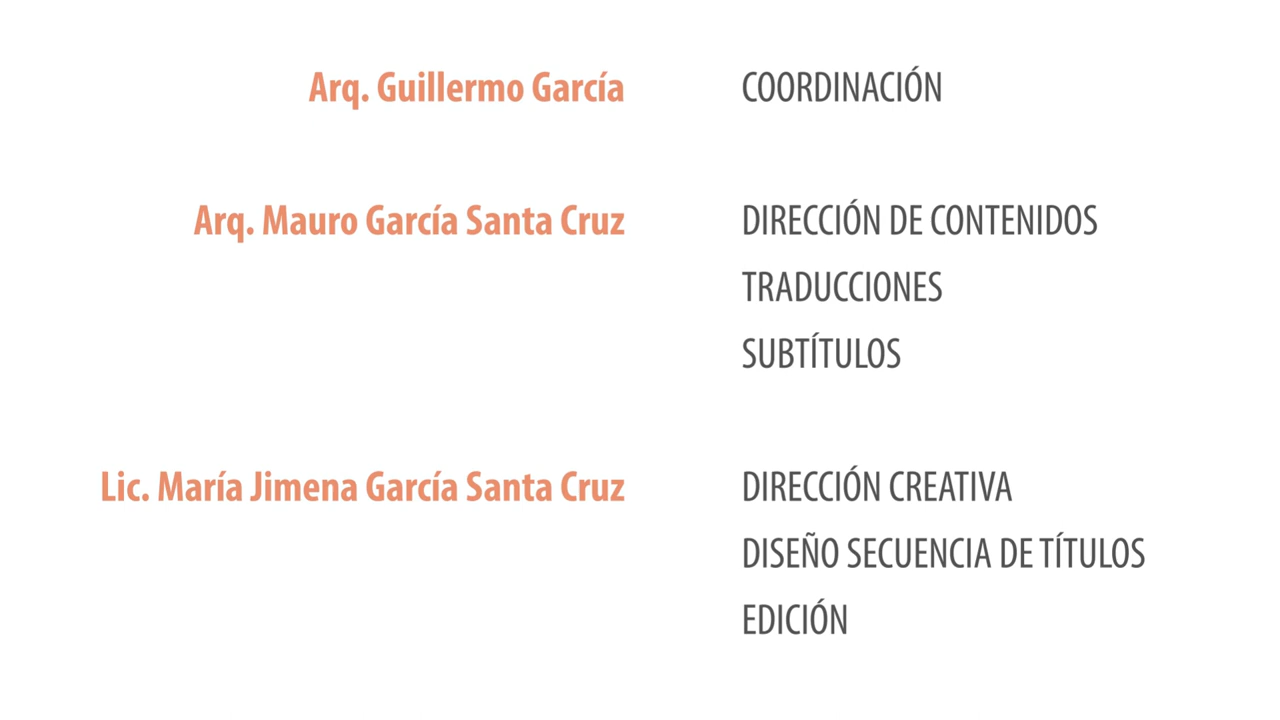 Arq. Guillermo García COORDINACIÓN
Arq. Mauro García Santa Cruz DIRECCIÓN DE CONTENIDOS
TRADUCCIONES
SUBTÍTULOS
Lic. María Jimena García Santa Cruz DIRECCIÓN CREATIVA
DISEÑO SECUENCIA DE TÍTULOS
EDICIÓN